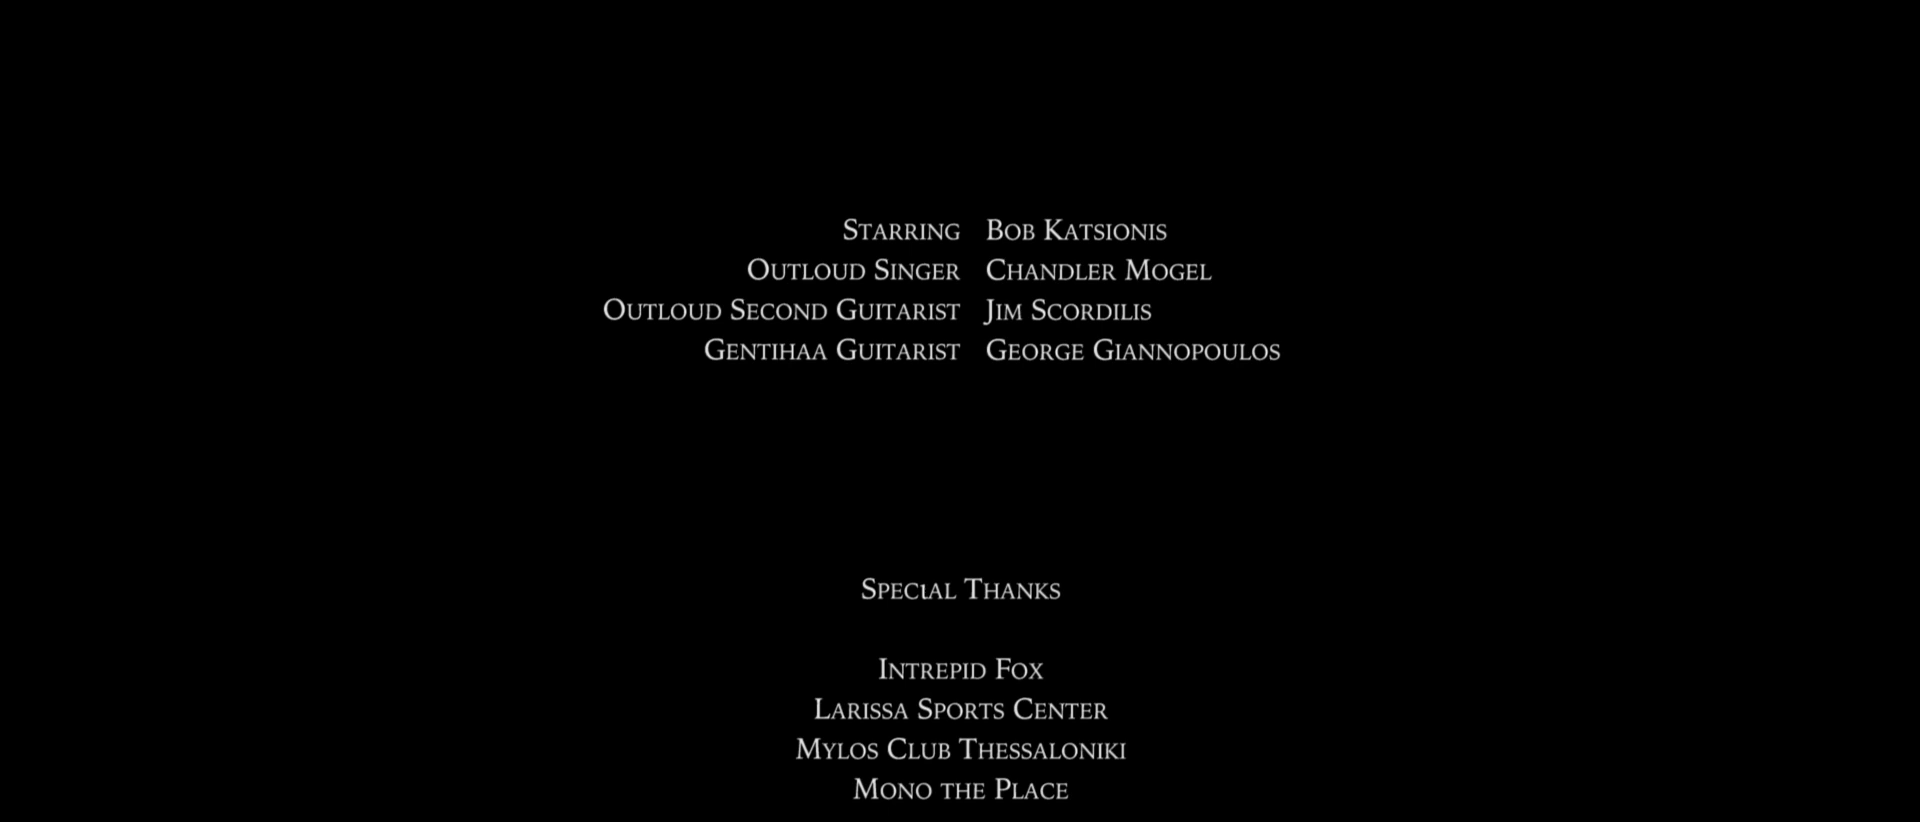 Starring Bob Katsionis
Outloud Singer Chandler Mogel
Outloud Second Guitarist Jim Scordilis
Gentihaa Guitarist George Giannopoulos
Special Thanks
Intrepid Fox
Larissa Sports Center
Mylos Club Thessaloniki
Mono the Place